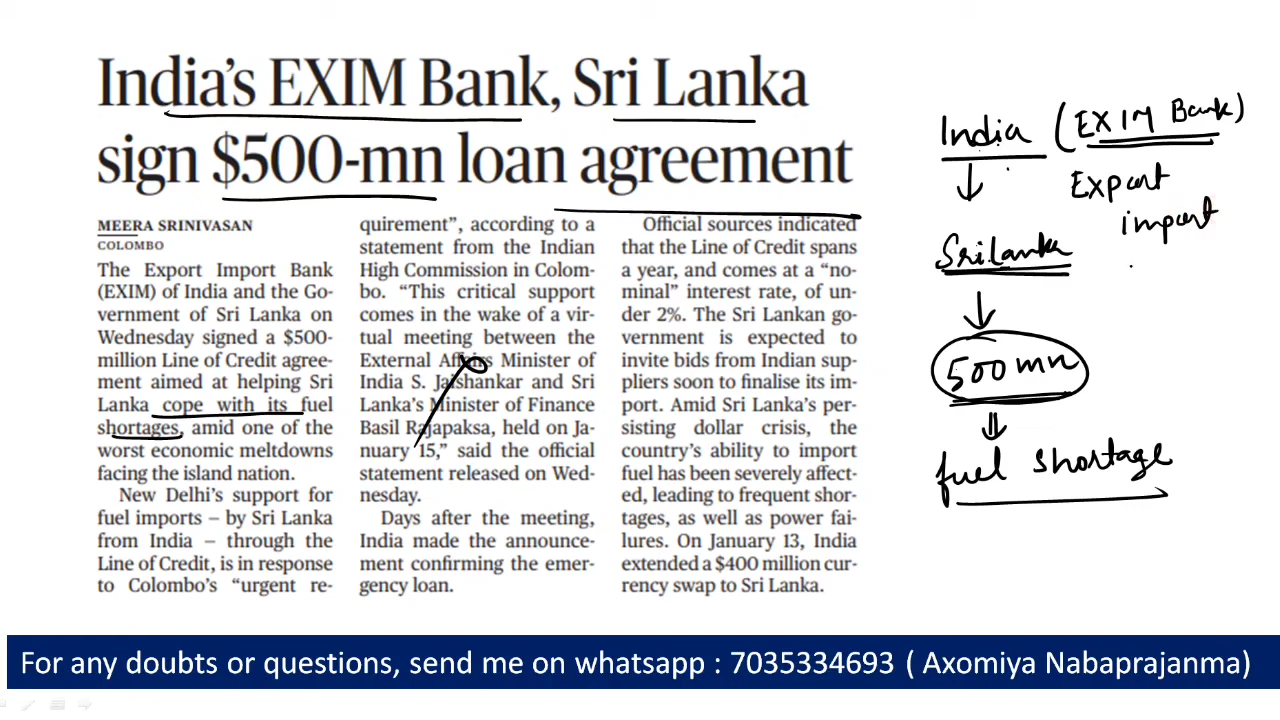 India's EXIM Bank, Sri Lanka
sign $500-mn loan agreement
MEERA SRINIVASAN
COLOMBO
The Export Import Bank
(EXIM) of India and the Go-
vernment of Sri Lanka on
Wednesday signed a $500-
million Line of Credit agree-
ment aimed at helping Sri
Lanka cope with its fuel
shortages, amid one of the
worst economic meltdowns
facing the island nation.
New Delhi's support for
fuel imports – by Sri Lanka
from India – through the
Line of Credit, is in response
to Colombo's “urgent re-
quirement”, according to a
statement from the Indian
High Commission in Colom-
bo. “This critical support
comes in the wake of a vir-
tual meeting between the
External Affairs Minister of
India S. Jaishankar and Sri
Lanka's Minister of Finance
Basil Rajapaksa, held on Ja-
nuary 15,” said the official
statement released on Wed-
nesday.
Days after the meeting,
India made the announce-
ment confirming the emer-
gency loan.
Official sources indicated
that the Line of Credit spans
a year, and comes at a “no-
minal” interest rate, of un-
der 2%. The Sri Lankan go-
vernment is expected to
invite bids from Indian sup-
pliers soon to finalise its im-
port. Amid Sri Lanka's per-
sisting dollar crisis, the
country's ability to import
fuel has been severely affect-
ed, leading to frequent shor-
tages, as well as power fai-
lures. On January 13, India
extended a $400 million cur-
rency swap to Sri Lanka.
India (EXIM Bank)
Export
import
Srilanka
500 mn
fuel shortage
For any doubts or questions, send me on whatsapp : 7035334693 ( Axomiya Nabaprajanma)